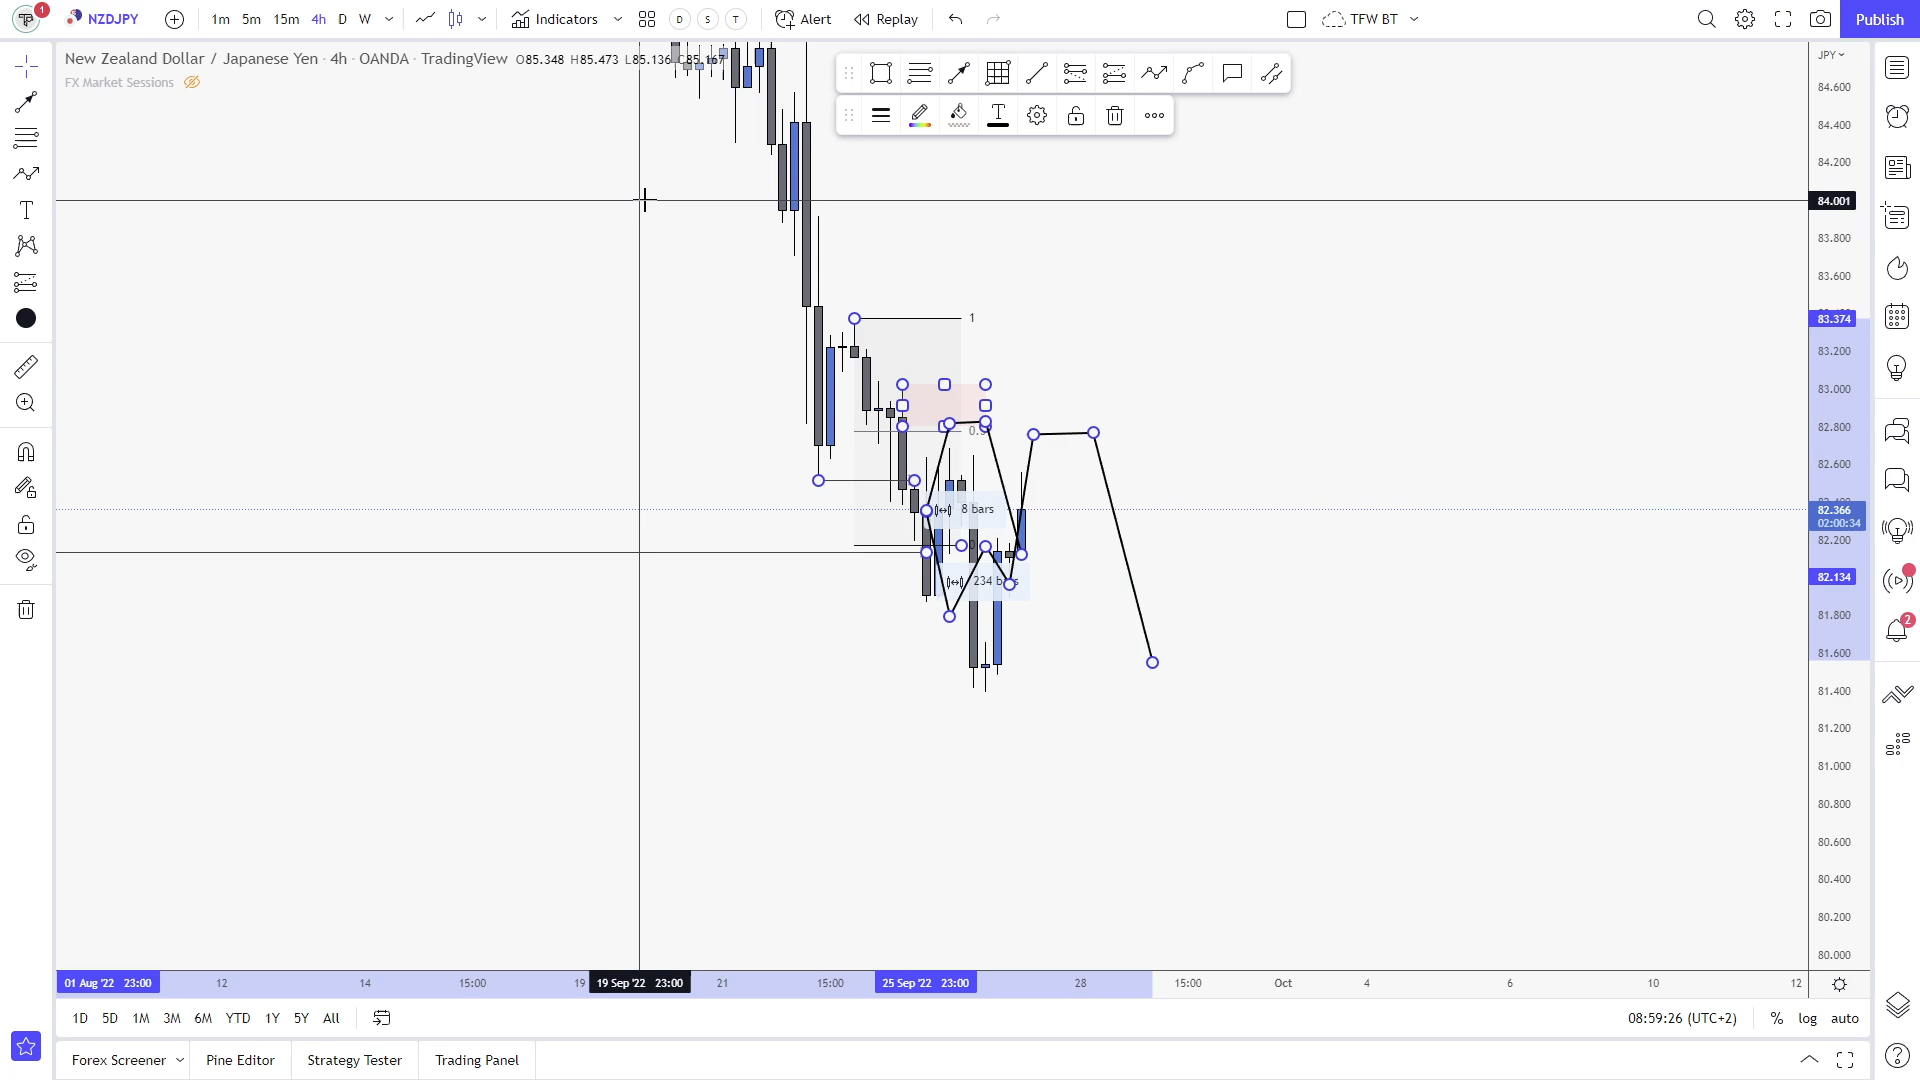 1
NZDJPY
1m 5m 15m 4h D W
Indicators
D S T
Alert
Replay
TFW BT
Publish
New Zealand Dollar / Japanese Yen · 4h · OANDA · TradingView O85.348 H85.473 L85.136 C85.167
FX Market Sessions
JPY
84.600
84.400
84.200
84.001
83.800
83.600
83.374
83.200
83.000
82.800
82.600
82.366
02:00:34
82.200
82.134
81.800
81.600
81.400
81.200
81.000
80.800
80.600
80.400
80.200
80.000
1
8 bars
0
2
01 Aug '22 23:00 12 14 15:00 19 19 Sep '22 23:00 21 15:00 25 Sep '22 23:00 28 15:00 Oct 4 6 10 12
1D 5D 1M 3M 6M YTD 1Y 5Y All
08:59:26 (UTC+2) % log auto
Forex Screener Pine Editor Strategy Tester Trading Panel